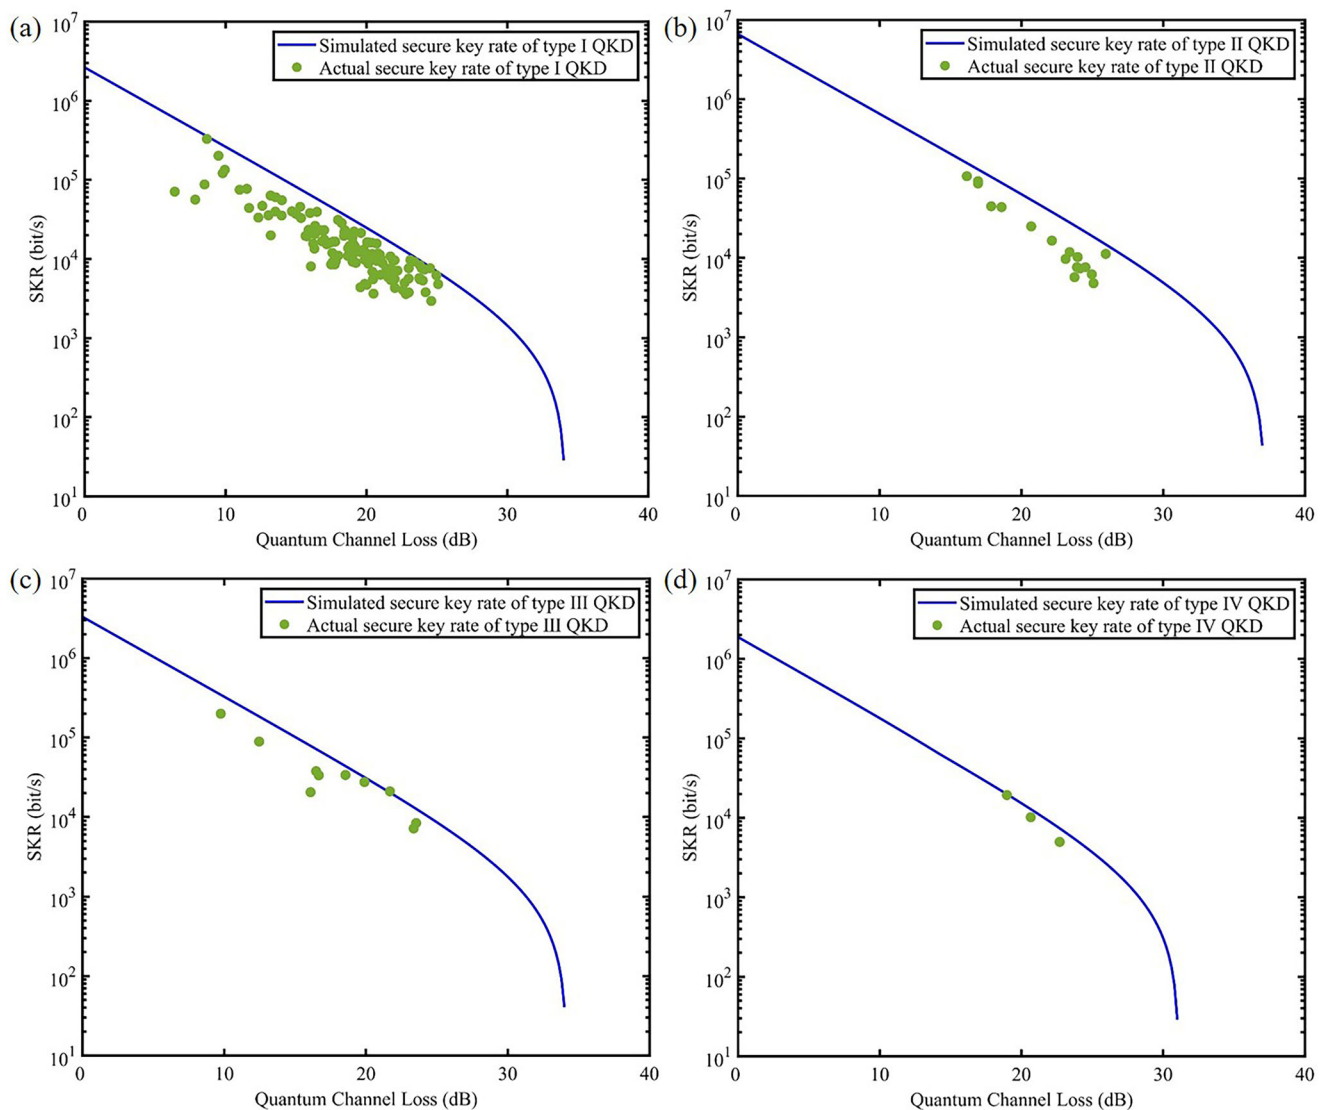 (a)
10^7
10^6
10^5
10^4
10^3
10^2
10^1
SKR (bit/s)
Simulated secure key rate of type I QKD
Actual secure key rate of type I QKD
0 10 20 30 40
Quantum Channel Loss (dB)
(b)
10^7
10^6
10^5
10^4
10^3
10^2
10^1
SKR (bit/s)
Simulated secure key rate of type II QKD
Actual secure key rate of type II QKD
0 10 20 30 40
Quantum Channel Loss (dB)
(c)
10^7
10^6
10^5
10^4
10^3
10^2
10^1
SKR (bit/s)
Simulated secure key rate of type III QKD
Actual secure key rate of type III QKD
0 10 20 30 40
Quantum Channel Loss (dB)
(d)
10^7
10^6
10^5
10^4
10^3
10^2
10^1
SKR (bit/s)
Simulated secure key rate of type IV QKD
Actual secure key rate of type IV QKD
0 10 20 30 40
Quantum Channel Loss (dB)